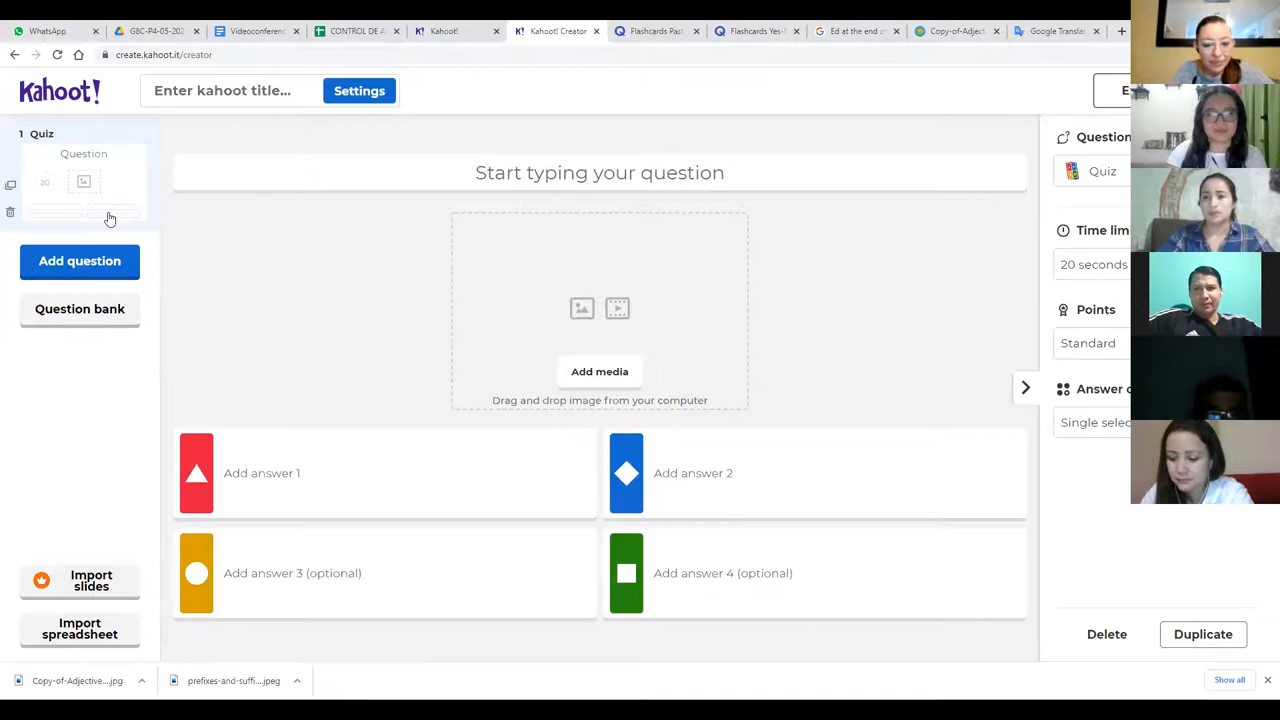 WhatsApp
G8C-P4-05-202
Videoconferenc
CONTROL DE A
Kahoot!
Kahoot! Creator
Flashcards Past
Flashcards Yes-N
Ed at the end o
Copy-of-Adject
Google Translat
create.kahoot.it/creator
Kahoot!
Enter kahoot title...
Settings
E
1 Quiz
Question
20
Add question
Question bank
Import
slides
Import
spreadsheet
Start typing your question
Add media
Drag and drop image from your computer
Add answer 1
Add answer 2
Add answer 3 (optional)
Add answer 4 (optional)
Question
Quiz
Time lim
20 seconds
Points
Standard
Answer o
Single selec
Delete
Duplicate
Copy-of-Adjective....jpg
prefixes-and-suffi....jpeg
Show all